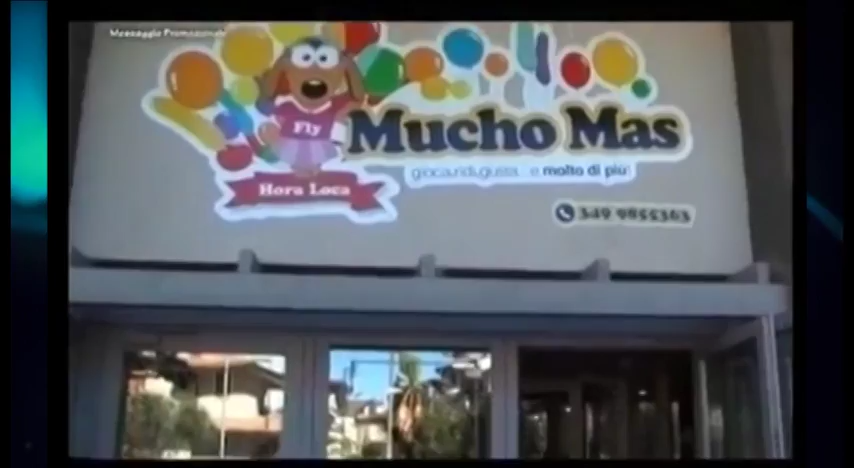 Messaggio Promozionale
Fly
Mucho Mas
gioca,ridi,gusta... e molto di più
Hora Loca
349 9855363